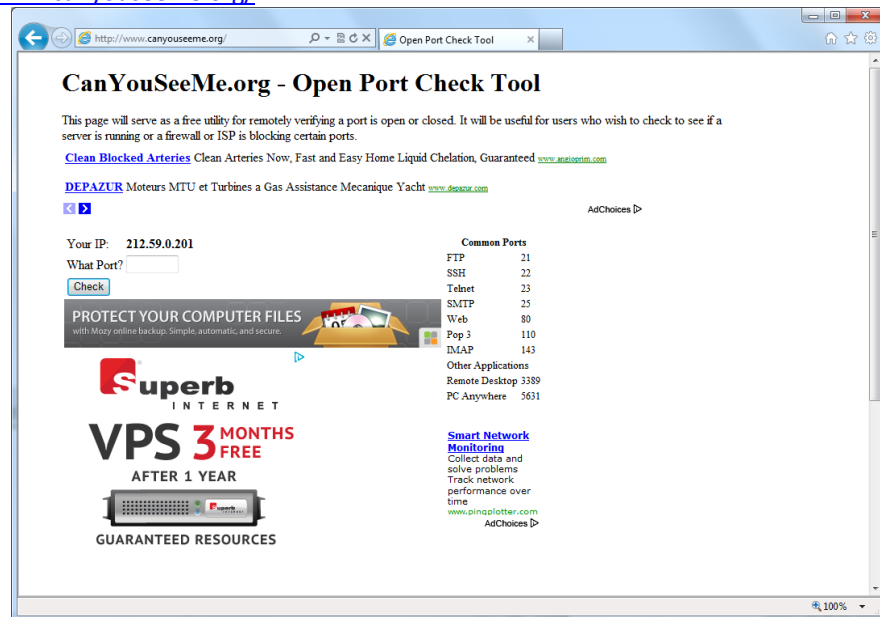 canyouseeme.org/
http://www.canyouseeme.org/
Open Port Check Tool
CanYouSeeMe.org - Open Port Check Tool
This page will serve as a free utility for remotely verifying a port is open or closed. It will be useful for users who wish to check to see if a
server is running or a firewall or ISP is blocking certain ports.
Clean Blocked Arteries Clean Arteries Now, Fast and Easy Home Liquid Chelation, Guaranteed www.angioprim.com
DEPAZUR Moteurs MTU et Turbines a Gas Assistance Mecanique Yacht www.depazur.com
AdChoices
Your IP: 212.59.0.201
What Port?
Check
PROTECT YOUR COMPUTER FILES
with Mozy online backup. Simple, automatic, and secure.
Superb
INTERNET
VPS 3 MONTHS FREE
AFTER 1 YEAR
Superb
GUARANTEED RESOURCES
Common Ports
FTP 21
SSH 22
Telnet 23
SMTP 25
Web 80
Pop 3 110
IMAP 143
Other Applications
Remote Desktop 3389
PC Anywhere 5631
Smart Network
Monitoring
Collect data and
solve problems
Track network
performance over
time
www.pingplotter.com
AdChoices
100%